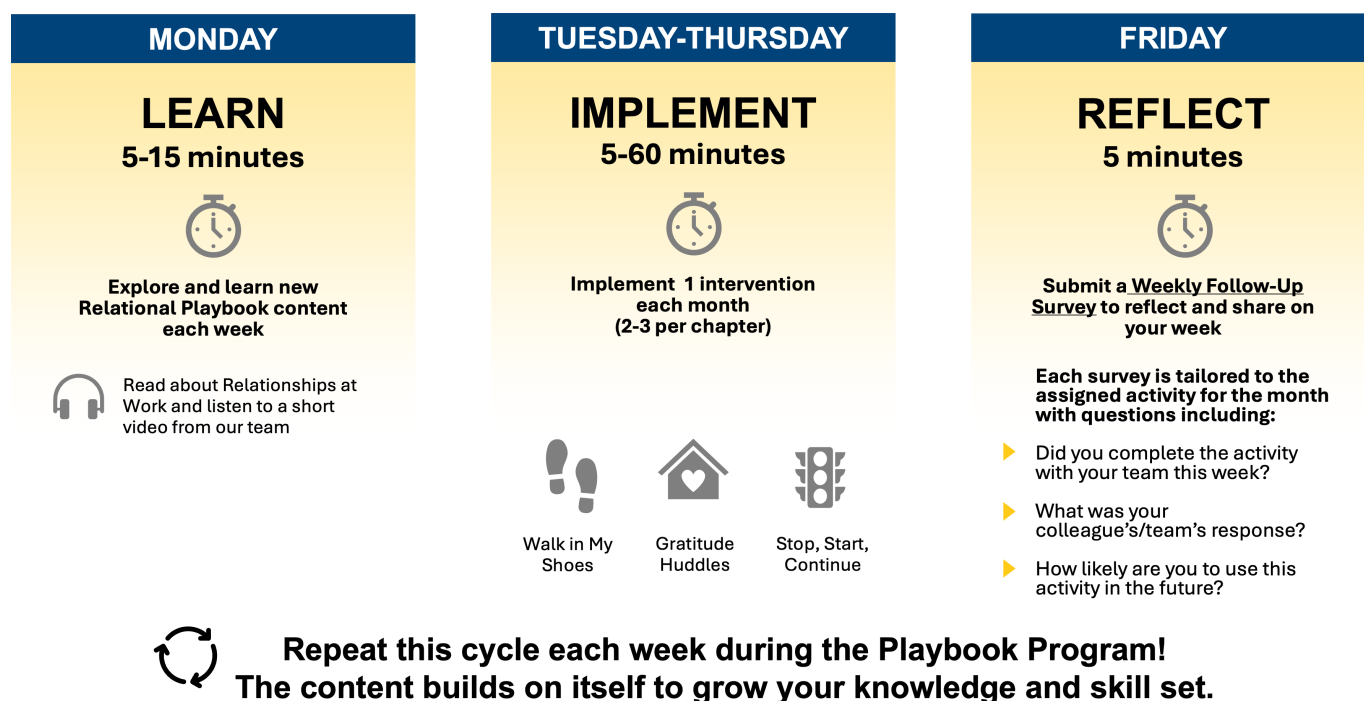 MONDAY
LEARN
5-15 minutes
Explore and learn new
Relational Playbook content
each week
Read about Relationships at
Work and listen to a short
video from our team
TUESDAY-THURSDAY
IMPLEMENT
5-60 minutes
Implement 1 intervention
each month
(2-3 per chapter)
Walk in My
Shoes
Gratitude
Huddles
Stop, Start,
Continue
FRIDAY
REFLECT
5 minutes
Submit a Weekly Follow-Up
Survey to reflect and share on
your week
Each survey is tailored to the
assigned activity for the month
with questions including:
Did you complete the activity
with your team this week?
What was your
colleague’s/team’s response?
How likely are you to use this
activity in the future?
Repeat this cycle each week during the Playbook Program!
The content builds on itself to grow your knowledge and skill set.